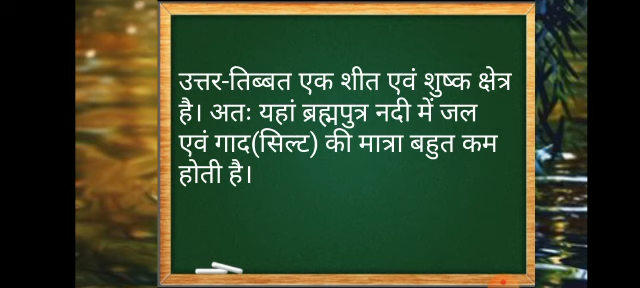 उत्तर-तिब्बत एक शीत एवं शुष्क क्षेत्र
है। अतः यहां ब्रह्मपुत्र नदी में जल
एवं गाद(सिल्ट) की मात्रा बहुत कम
होती है।